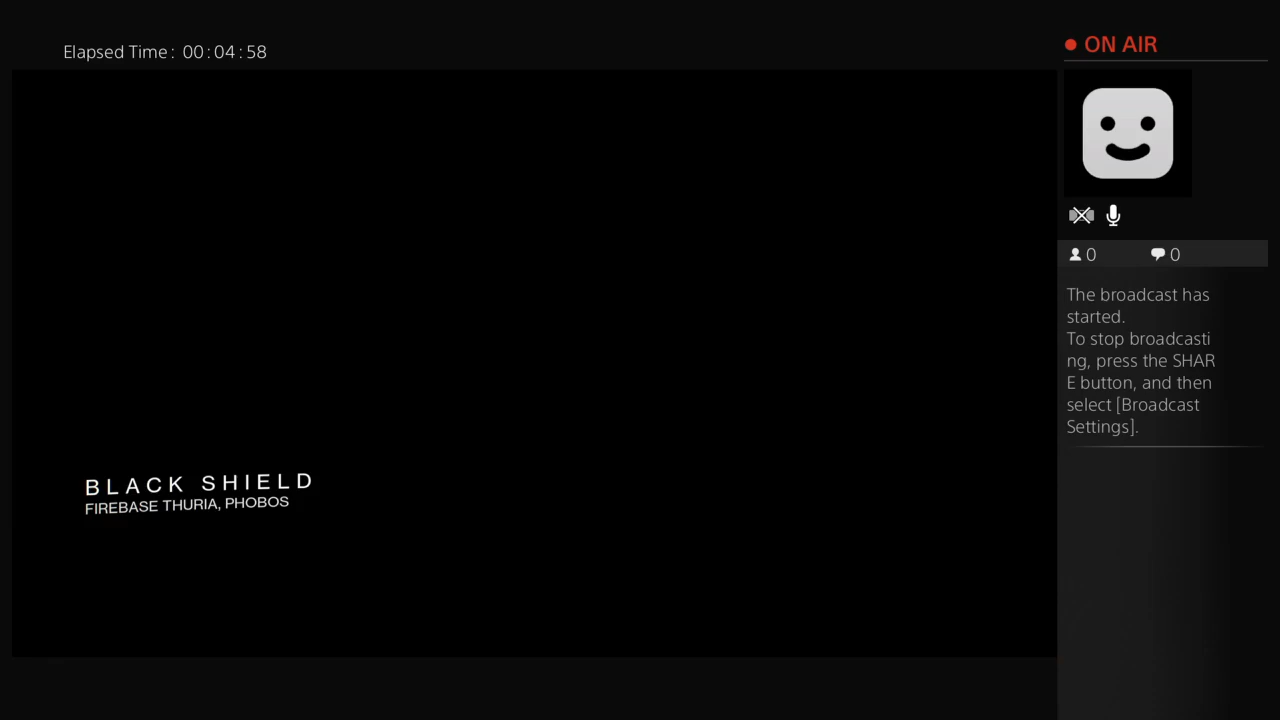 Elapsed Time: 00:04:58
ON AIR
0 0
The broadcast has
started.
To stop broadcasti
ng, press the SHAR
E button, and then
select [Broadcast
Settings].
BLACK SHIELD
FIREBASE THURIA, PHOBOS